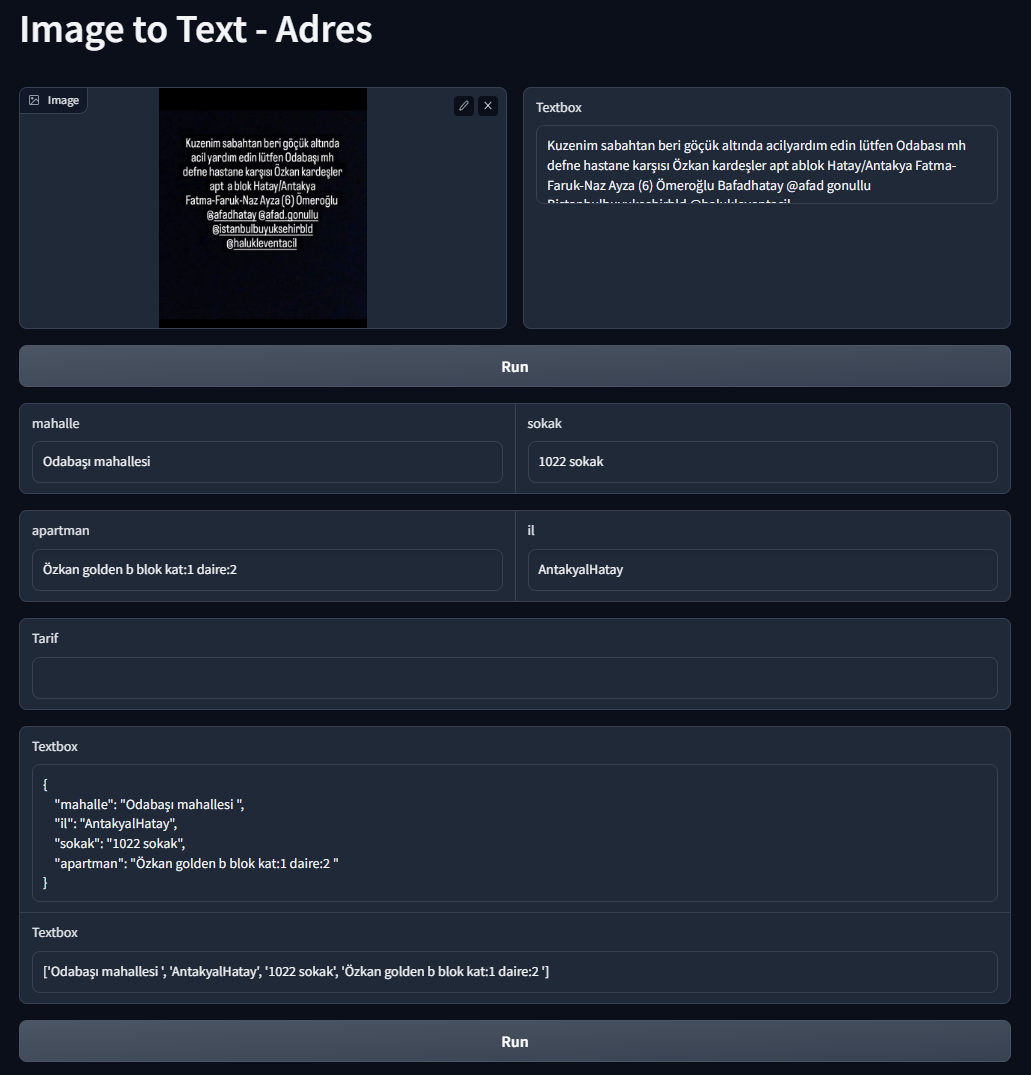 Image to Text - Adres
Image
Kuzenim sabahtan beri göçük altında
acil yardım edin lütfen Odabaşı mh
defne hastane karşısı Özkan kardeşler
apt a blok Hatay/Antakya
Fatma-Faruk-Naz Ayza (6) Ömeroğlu
@afadhatay @afad.gonullu
@istanbulbuyuksehirbld
@halukleventacil
Textbox
Kuzenim sabahtan beri göçük altında acilyardım edin lütfen Odabası mh
defne hastane karşısı Özkan kardeşler apt ablok Hatay/Antakya Fatma-
Faruk-Naz Ayza (6) Ömeroğlu Bafadhatay @afad gonullu
Bistanbulbuyuksehirbld @halukleventacil
Run
mahalle
Odabaşı mahallesi
sokak
1022 sokak
apartman
Özkan golden b blok kat:1 daire:2
il
AntakyalHatay
Tarif
Textbox
{
"mahalle": "Odabaşı mahallesi ",
"il": "AntakyalHatay",
"sokak": "1022 sokak",
"apartman": "Özkan golden b blok kat:1 daire:2 "
}
Textbox
['Odabaşı mahallesi ', 'AntakyalHatay', '1022 sokak', 'Özkan golden b blok kat:1 daire:2 ']
Run